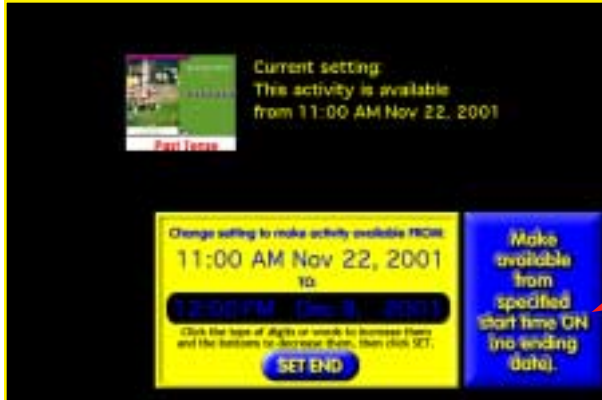 Current setting:
This activity is available
from 11:00 AM Nov 22, 2001
Past Tense
Change setting to make activity available FROM:
11:00 AM Nov 22, 2001
TO:
12:00 PM Dec 8, 2001
Click the tops of digits or words to increase them
and the bottoms to decrease them, then click SET.
SET END
Make
available
from
specified
start time ON
(no ending
date).